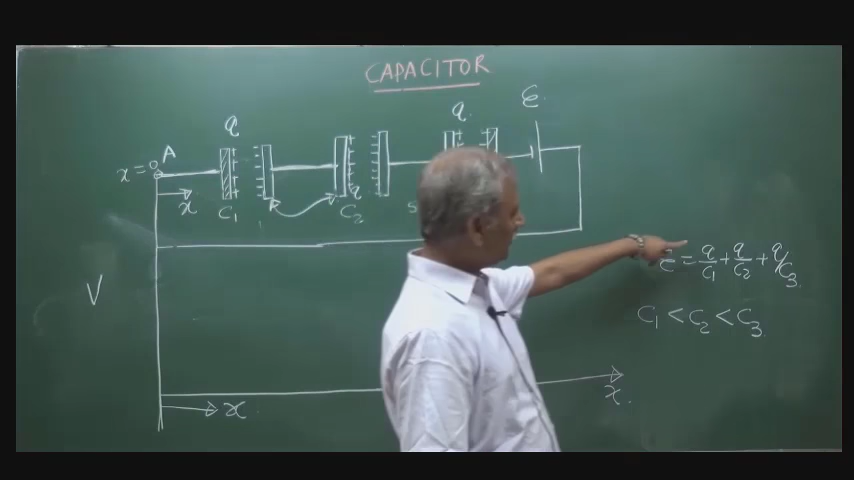 CAPACITOR
q q ε
x = 0 A
x C₁ q C₂
V
ε = q/C₁ + q/C₂ + q/C₃
C₁ < C₂ < C₃
x x